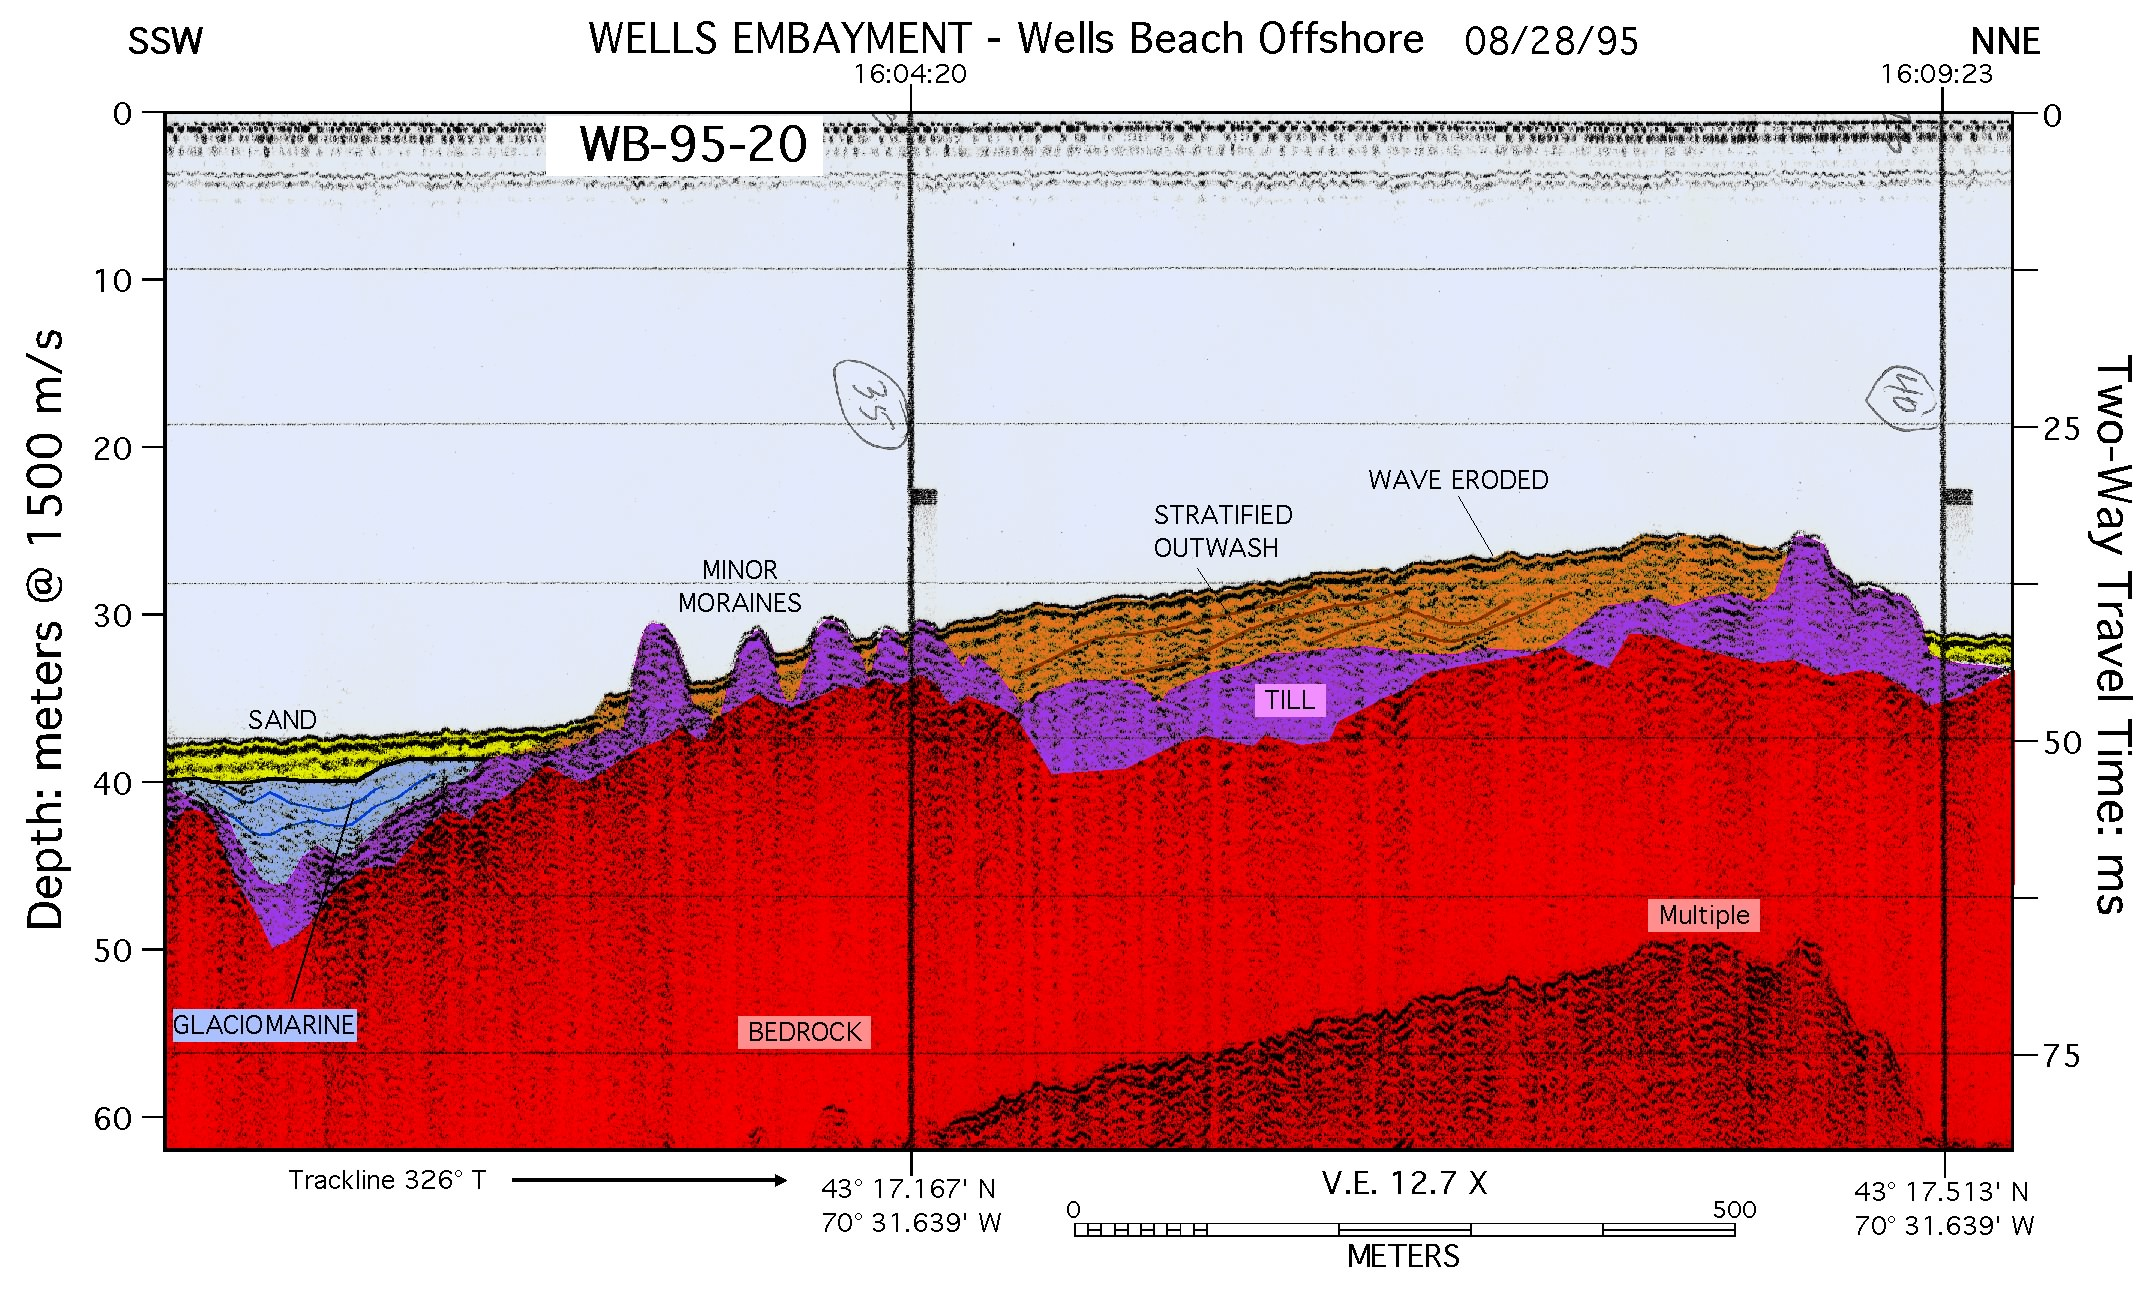 SSW
WELLS EMBAYMENT - Wells Beach Offshore 08/28/95
NNE
16:04:20
16:09:23
WB-95-20
0
10
20
30
40
50
60
Depth: meters @ 1500 m/s
0
25
50
75
Two-Way Travel Time: ms
35
40
WAVE ERODED
STRATIFIED
OUTWASH
MINOR
MORAINES
SAND
TILL
Multiple
GLACIOMARINE
BEDROCK
Trackline 326° T
43° 17.167' N
70° 31.639' W
V.E. 12.7 X
0
500
METERS
43° 17.513' N
70° 31.639' W